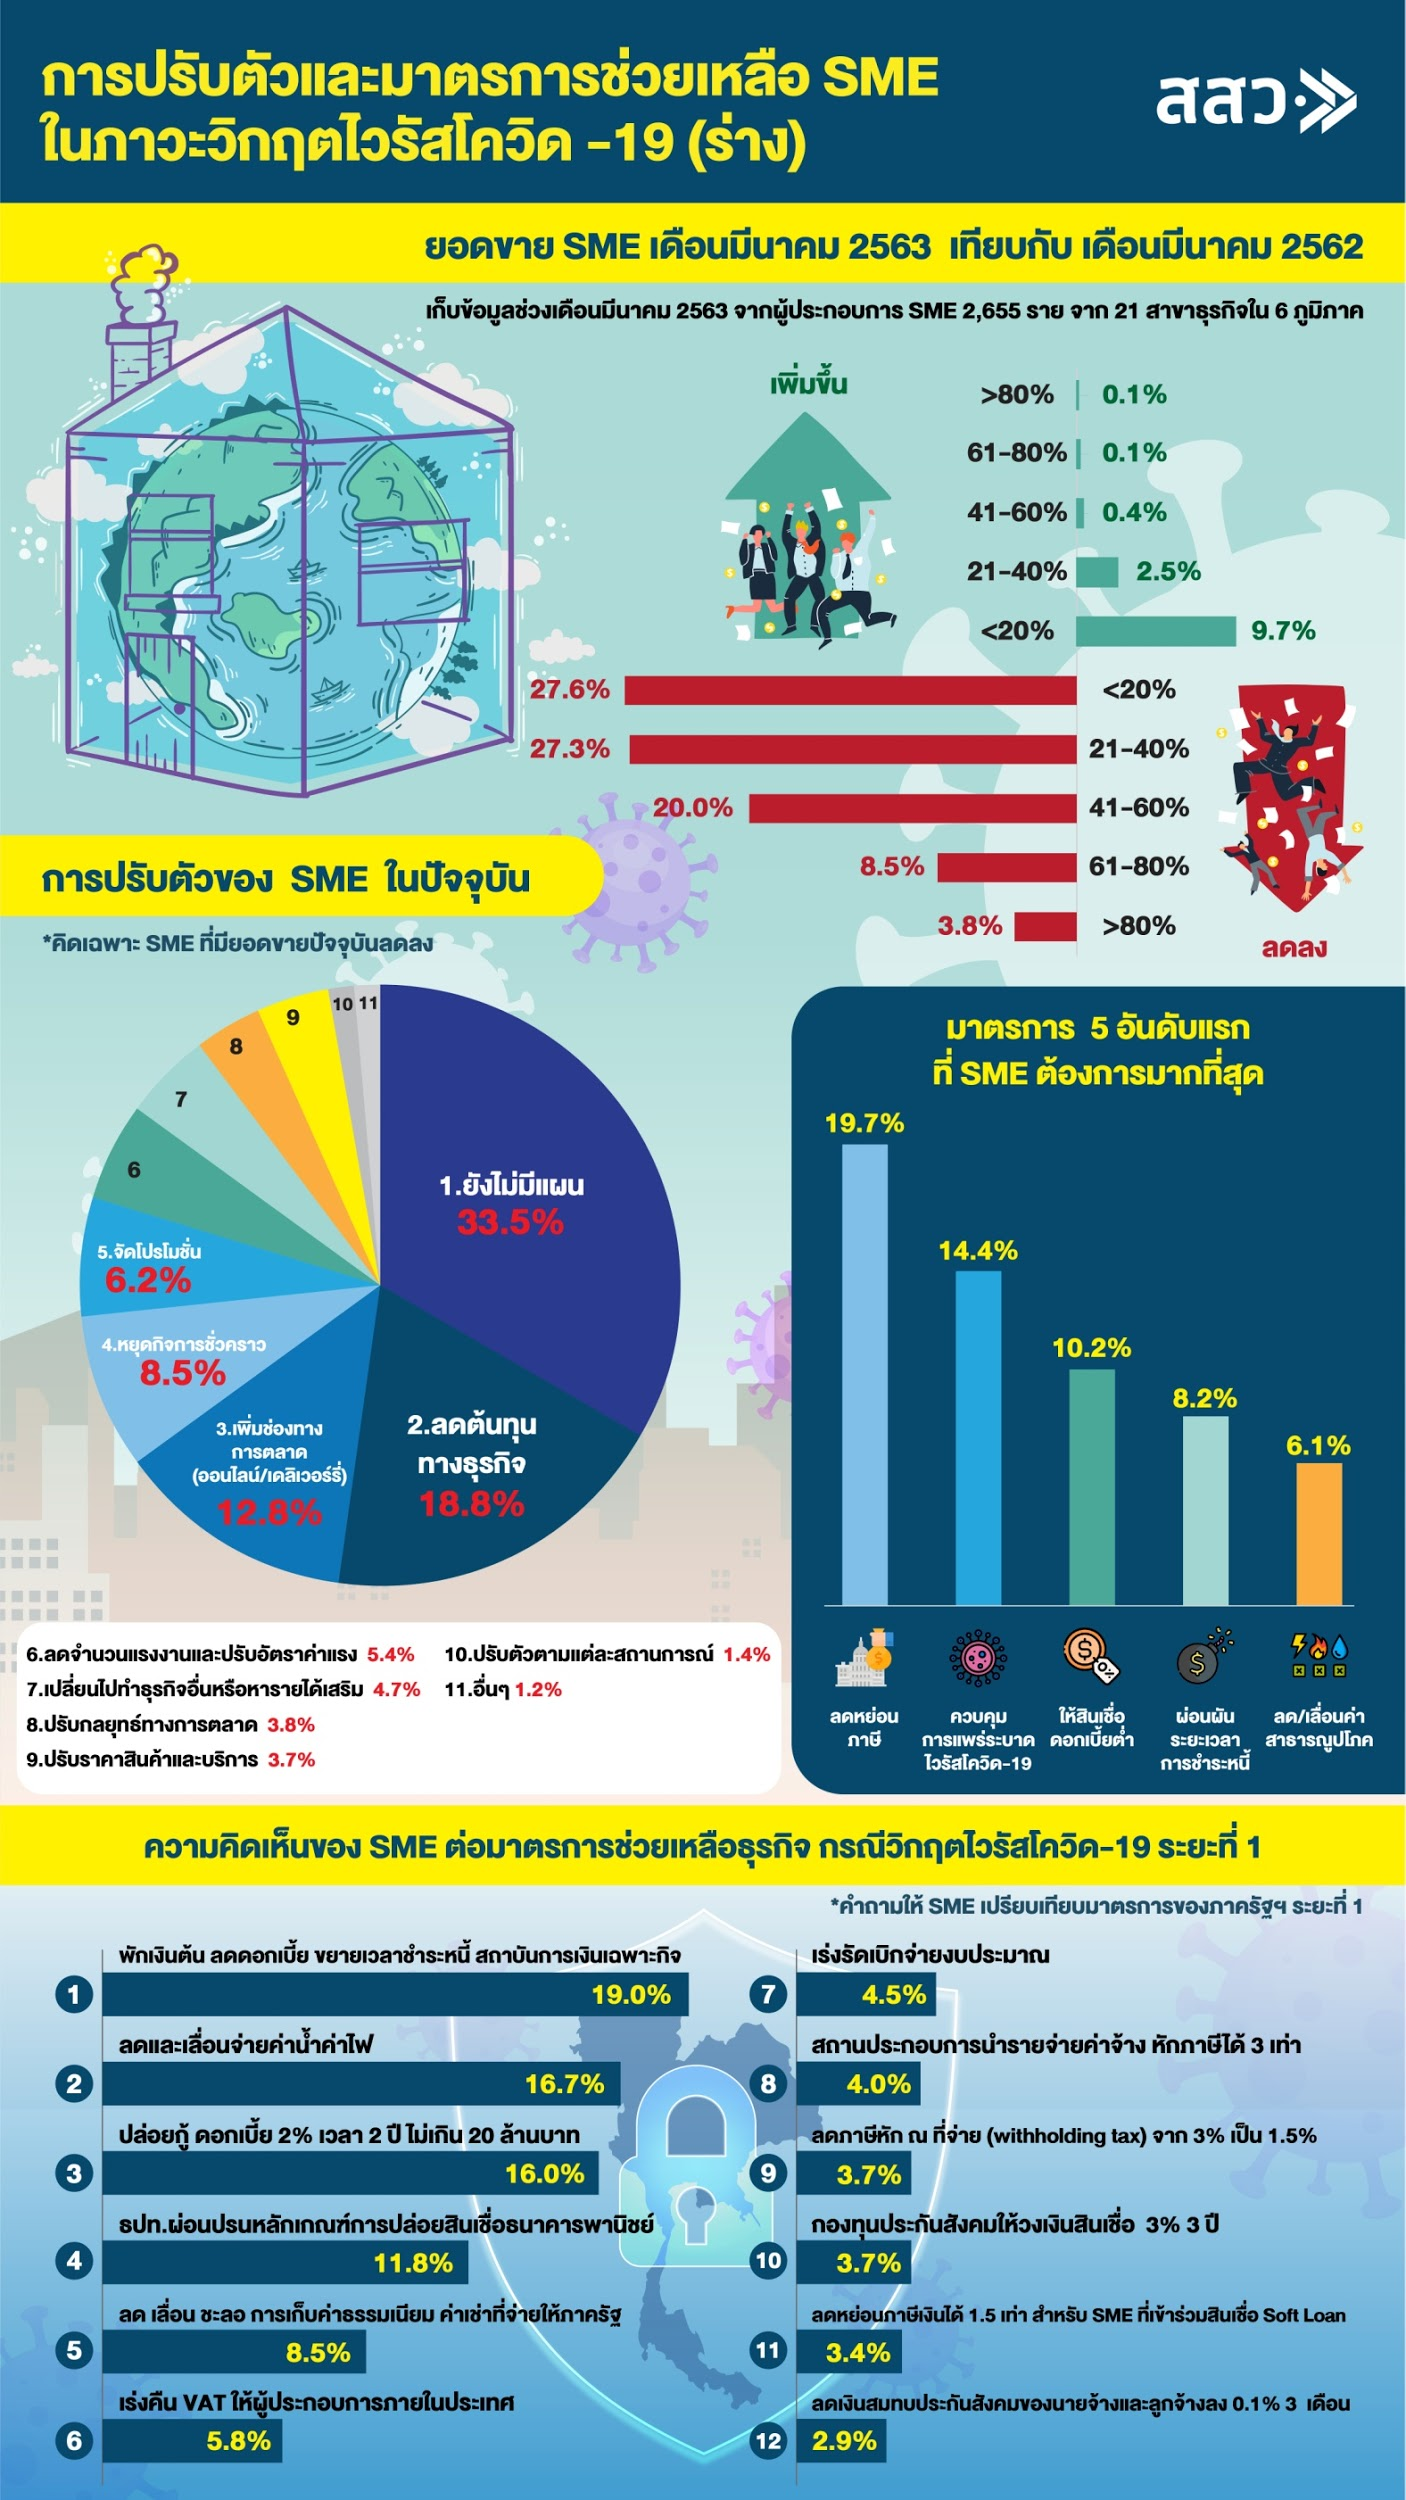 การปรับตัวและมาตรการช่วยเหลือ SME
ในภาวะวิกฤตไวรัสโควิด -19 (ร่าง)
สสว
ยอดขาย SME เดือนมีนาคม 2563 เทียบกับ เดือนมีนาคม 2562
เก็บข้อมูลช่วงเดือนมีนาคม 2563 จากผู้ประกอบการ SME 2,655 ราย จาก 21 สาขาธุรกิจใน 6 ภูมิภาค
เพิ่มขึ้น
>80% 0.1%
61-80% 0.1%
41-60% 0.4%
21-40% 2.5%
<20% 9.7%
27.6% <20%
27.3% 21-40%
20.0% 41-60%
8.5% 61-80%
3.8% >80%
ลดลง
การปรับตัวของ SME ในปัจจุบัน
*คิดเฉพาะ SME ที่มียอดขายปัจจุบันลดลง
1.ยังไม่มีแผน
33.5%
2.ลดต้นทุน
ทางธุรกิจ
18.8%
3.เพิ่มช่องทาง
การตลาด
(ออนไลน์/เดลิเวอร์รี่)
12.8%
4.หยุดกิจการชั่วคราว
8.5%
5.จัดโปรโมชั่น
6.2%
6
7
8
9
10
11
6.ลดจำนวนแรงงานและปรับอัตราค่าแรง 5.4%
7.เปลี่ยนไปทำธุรกิจอื่นหรือหารายได้เสริม 4.7%
8.ปรับกลยุทธ์ทางการตลาด 3.8%
9.ปรับราคาสินค้าและบริการ 3.7%
10.ปรับตัวตามแต่ละสถานการณ์ 1.4%
11.อื่นๆ 1.2%
มาตรการ 5 อันดับแรก
ที่ SME ต้องการมากที่สุด
19.7%
14.4%
10.2%
8.2%
6.1%
ลดหย่อน
ภาษี
ควบคุม
การแพร่ระบาด
ไวรัสโควิด-19
ให้สินเชื่อ
ดอกเบี้ยต่ำ
ผ่อนผัน
ระยะเวลา
การชำระหนี้
ลด/เลื่อนค่า
สาธารณูปโภค
ความคิดเห็นของ SME ต่อมาตรการช่วยเหลือธุรกิจ กรณีวิกฤตไวรัสโควิด-19 ระยะที่ 1
*คำถามให้ SME เปรียบเทียบมาตรการของภาครัฐฯ ระยะที่ 1
พักเงินต้น ลดดอกเบี้ย ขยายเวลาชำระหนี้ สถาบันการเงินเฉพาะกิจ
1 19.0%
ลดและเลื่อนจ่ายค่าน้ำค่าไฟ
2 16.7%
ปล่อยกู้ ดอกเบี้ย 2% เวลา 2 ปี ไม่เกิน 20 ล้านบาท
3 16.0%
ธปท.ผ่อนปรนหลักเกณฑ์การปล่อยสินเชื่อธนาคารพานิชย์
4 11.8%
ลด เลื่อน ชะลอ การเก็บค่าธรรมเนียม ค่าเช่าที่จ่ายให้ภาครัฐ
5 8.5%
เร่งคืน VAT ให้ผู้ประกอบการภายในประเทศ
6 5.8%
เร่งรัดเบิกจ่ายงบประมาณ
7 4.5%
สถานประกอบการนำรายจ่ายค่าจ้าง หักภาษีได้ 3 เท่า
8 4.0%
ลดภาษีหัก ณ ที่จ่าย (withholding tax) จาก 3% เป็น 1.5%
9 3.7%
กองทุนประกันสังคมให้วงเงินสินเชื่อ 3% 3 ปี
10 3.7%
ลดหย่อนภาษีเงินได้ 1.5 เท่า สำหรับ SME ที่เข้าร่วมสินเชื่อ Soft Loan
11 3.4%
ลดเงินสมทบประกันสังคมของนายจ้างและลูกจ้างลง 0.1% 3 เดือน
12 2.9%